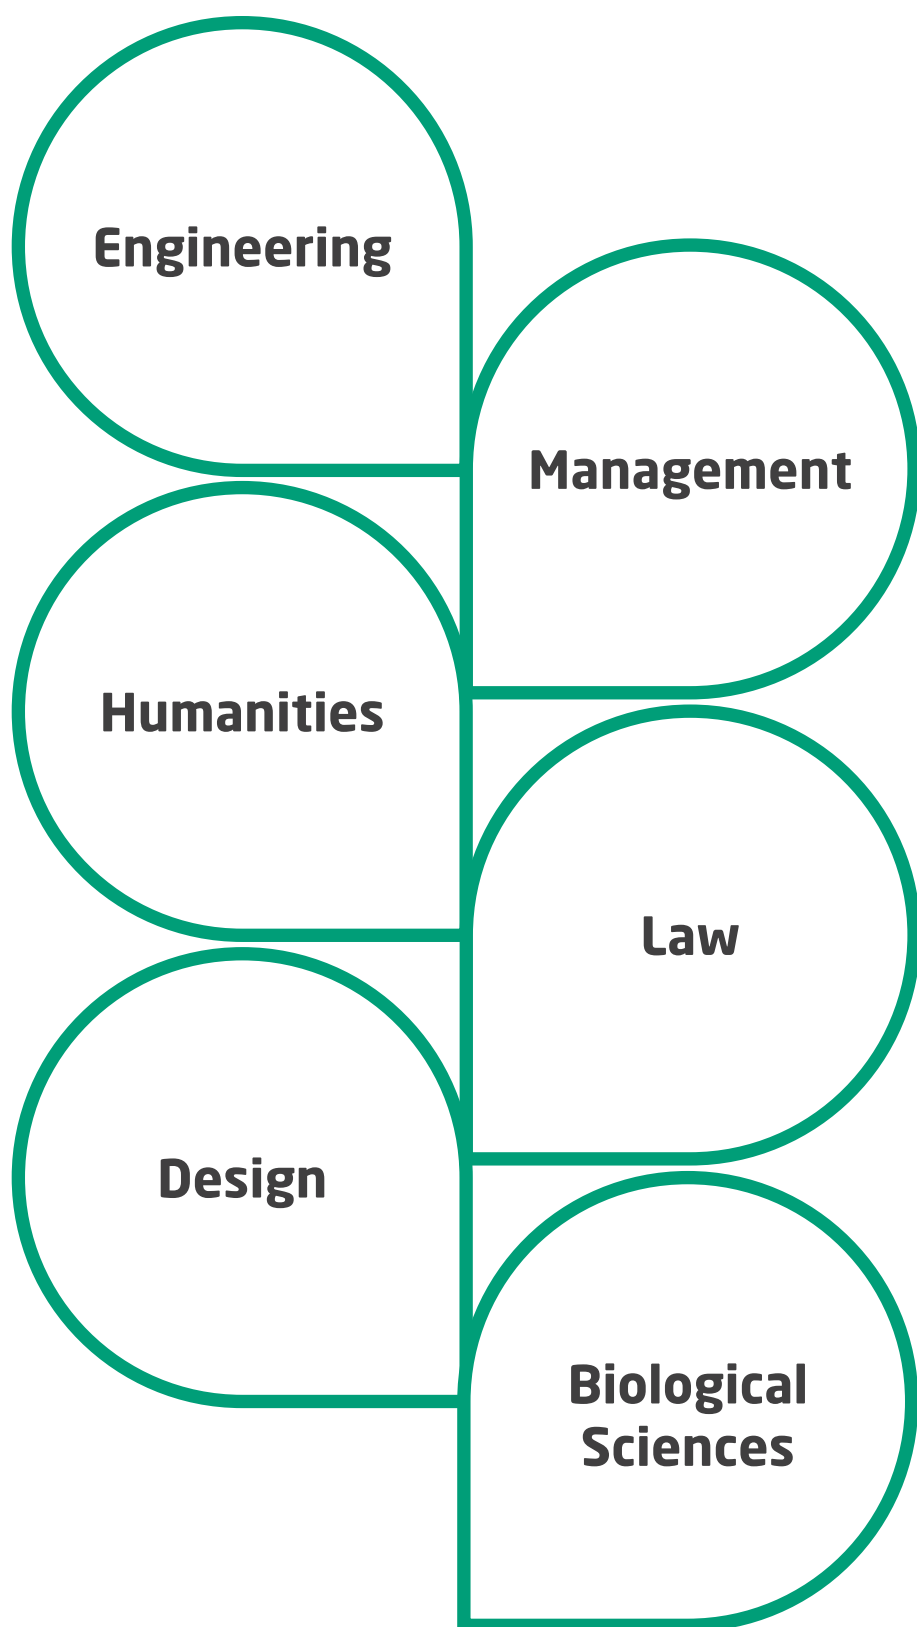 Engineering
Management
Humanities
Law
Design
Biological
Sciences